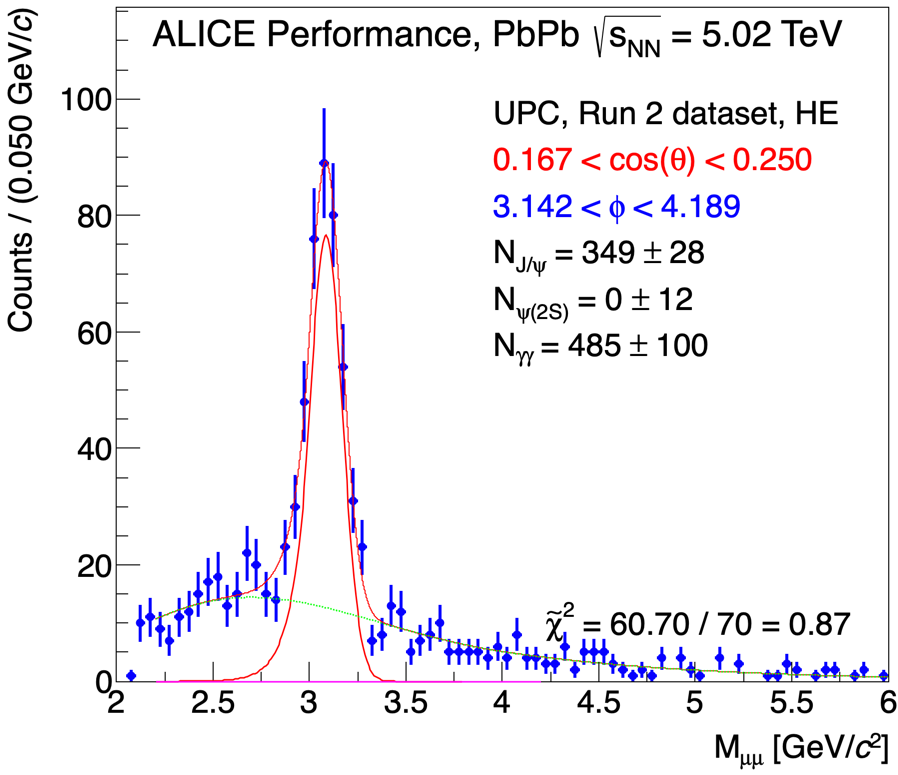 ALICE Performance, PbPb √sNN = 5.02 TeV
UPC, Run 2 dataset, HE
0.167 < cos(θ) < 0.250
3.142 < ϕ < 4.189
NJ/ψ = 349 ± 28
Nψ(2S) = 0 ± 12
Nγγ = 485 ± 100
χ̃² = 60.70 / 70 = 0.87
Counts / (0.050 GeV/c)
100
80
60
40
20
0
2 2.5 3 3.5 4 4.5 5 5.5 6
Mμμ [GeV/c²]